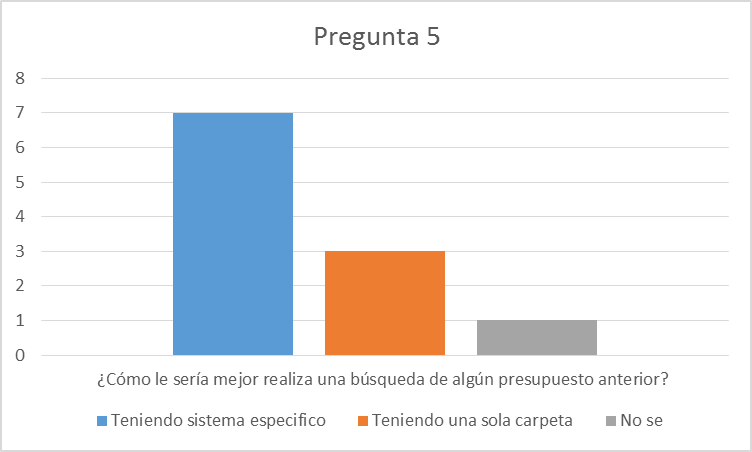 Pregunta 5
8
7
6
5
4
3
2
1
0
¿Cómo le sería mejor realiza una búsqueda de algún presupuesto anterior?
Teniendo sistema especifico
Teniendo una sola carpeta
No se